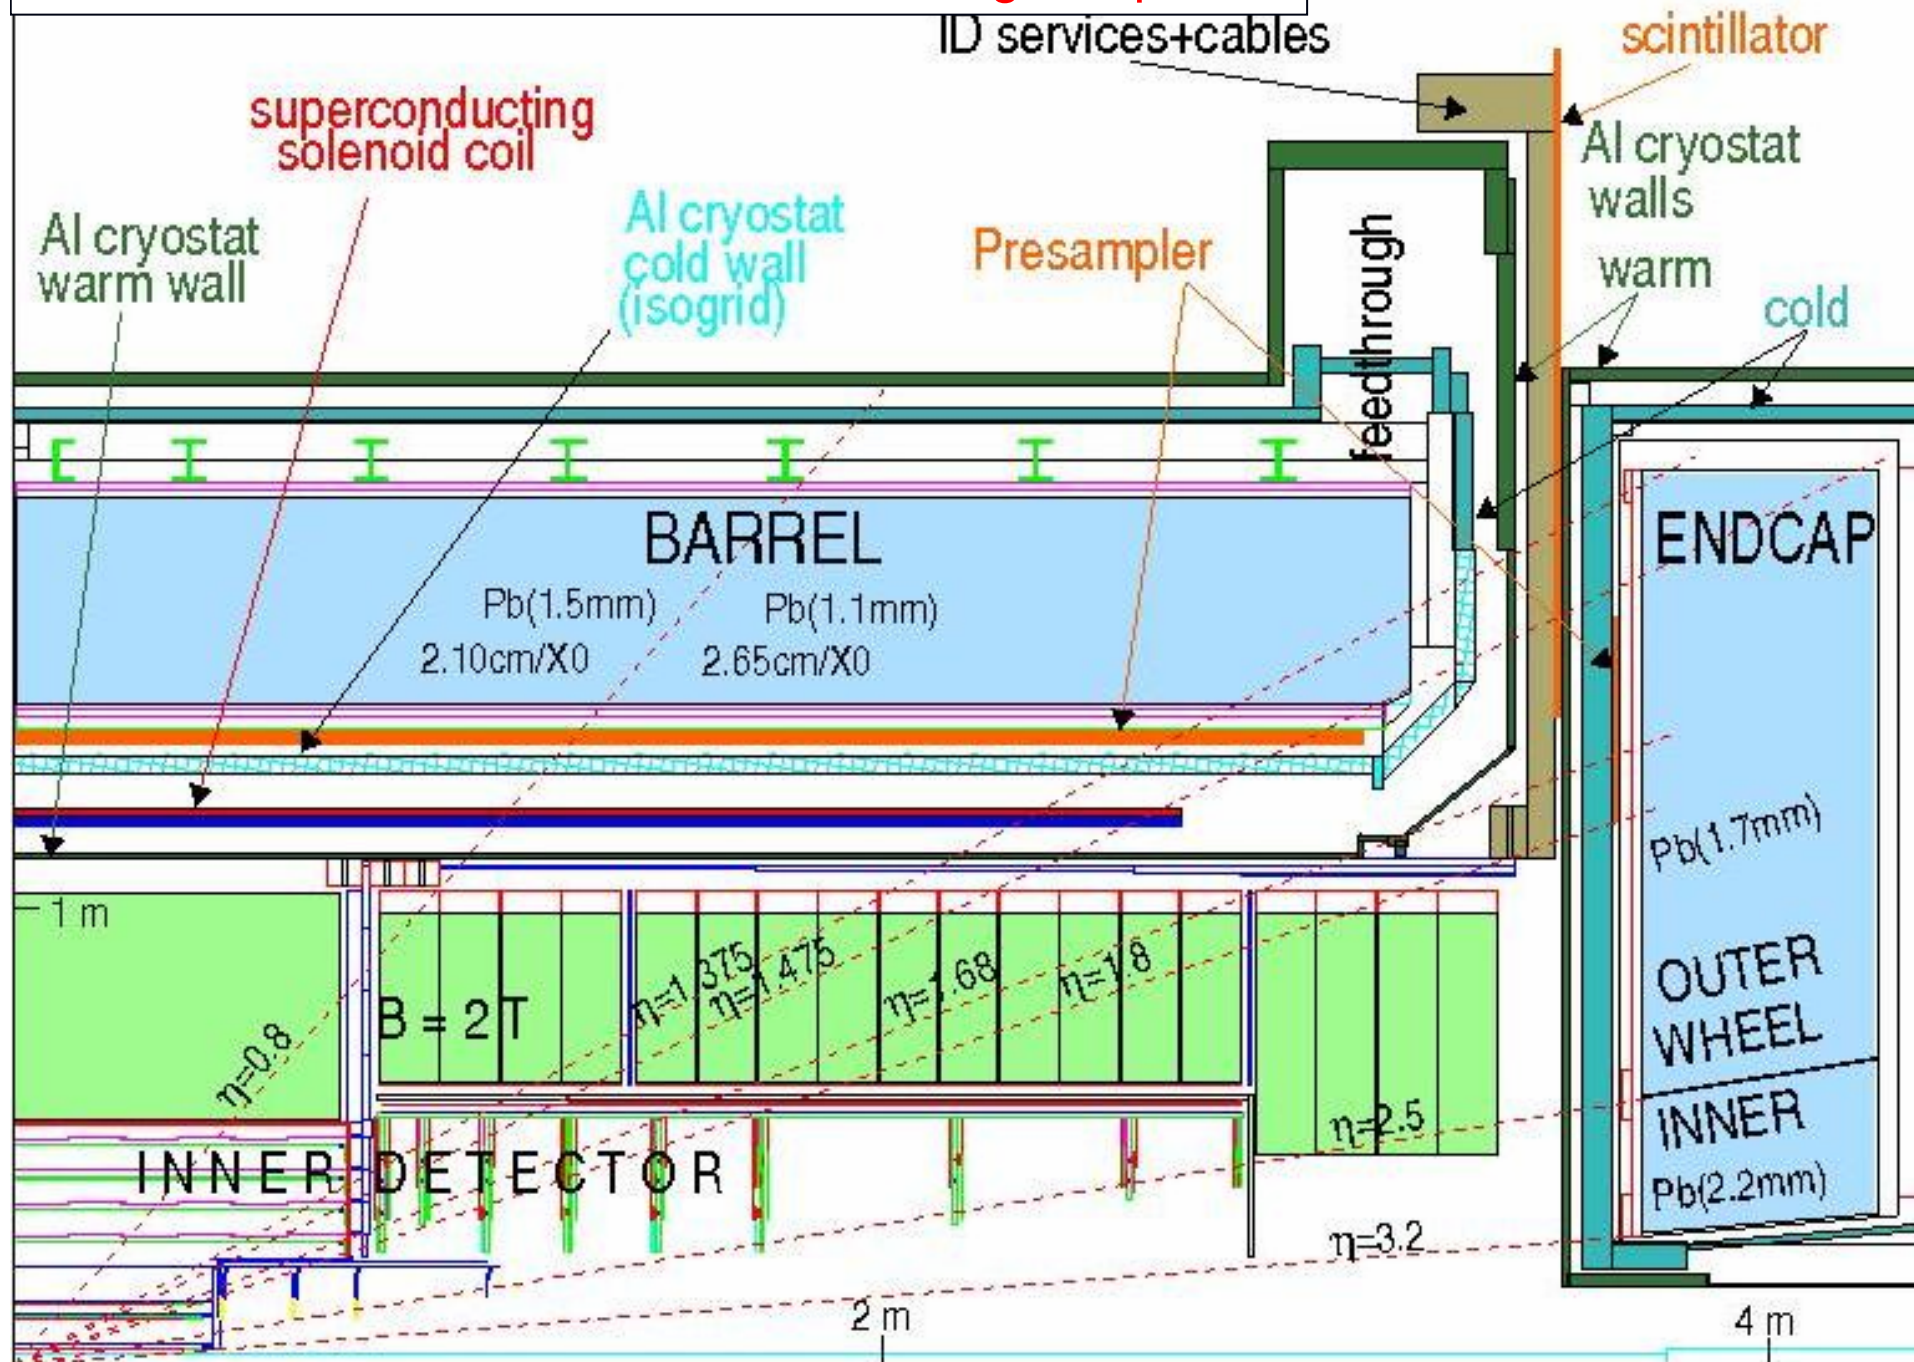 ID services+cables
scintillator
superconducting
solenoid coil
Al cryostat
walls
Al cryostat
cold wall
(isogrid)
Al cryostat
warm wall
Presampler
feedthrough
warm
cold
BARREL
ENDCAP
Pb(1.5mm)
Pb(1.1mm)
2.10cm/X0
2.65cm/X0
Pb(1.7mm)
1 m
B = 2 T
η=0.8
η=1.375
η=1.475
η=1.68
η=1.8
OUTER
WHEEL
η=2.5
INNER
Pb(2.2mm)
INNER DETECTOR
η=3.2
2 m
4 m